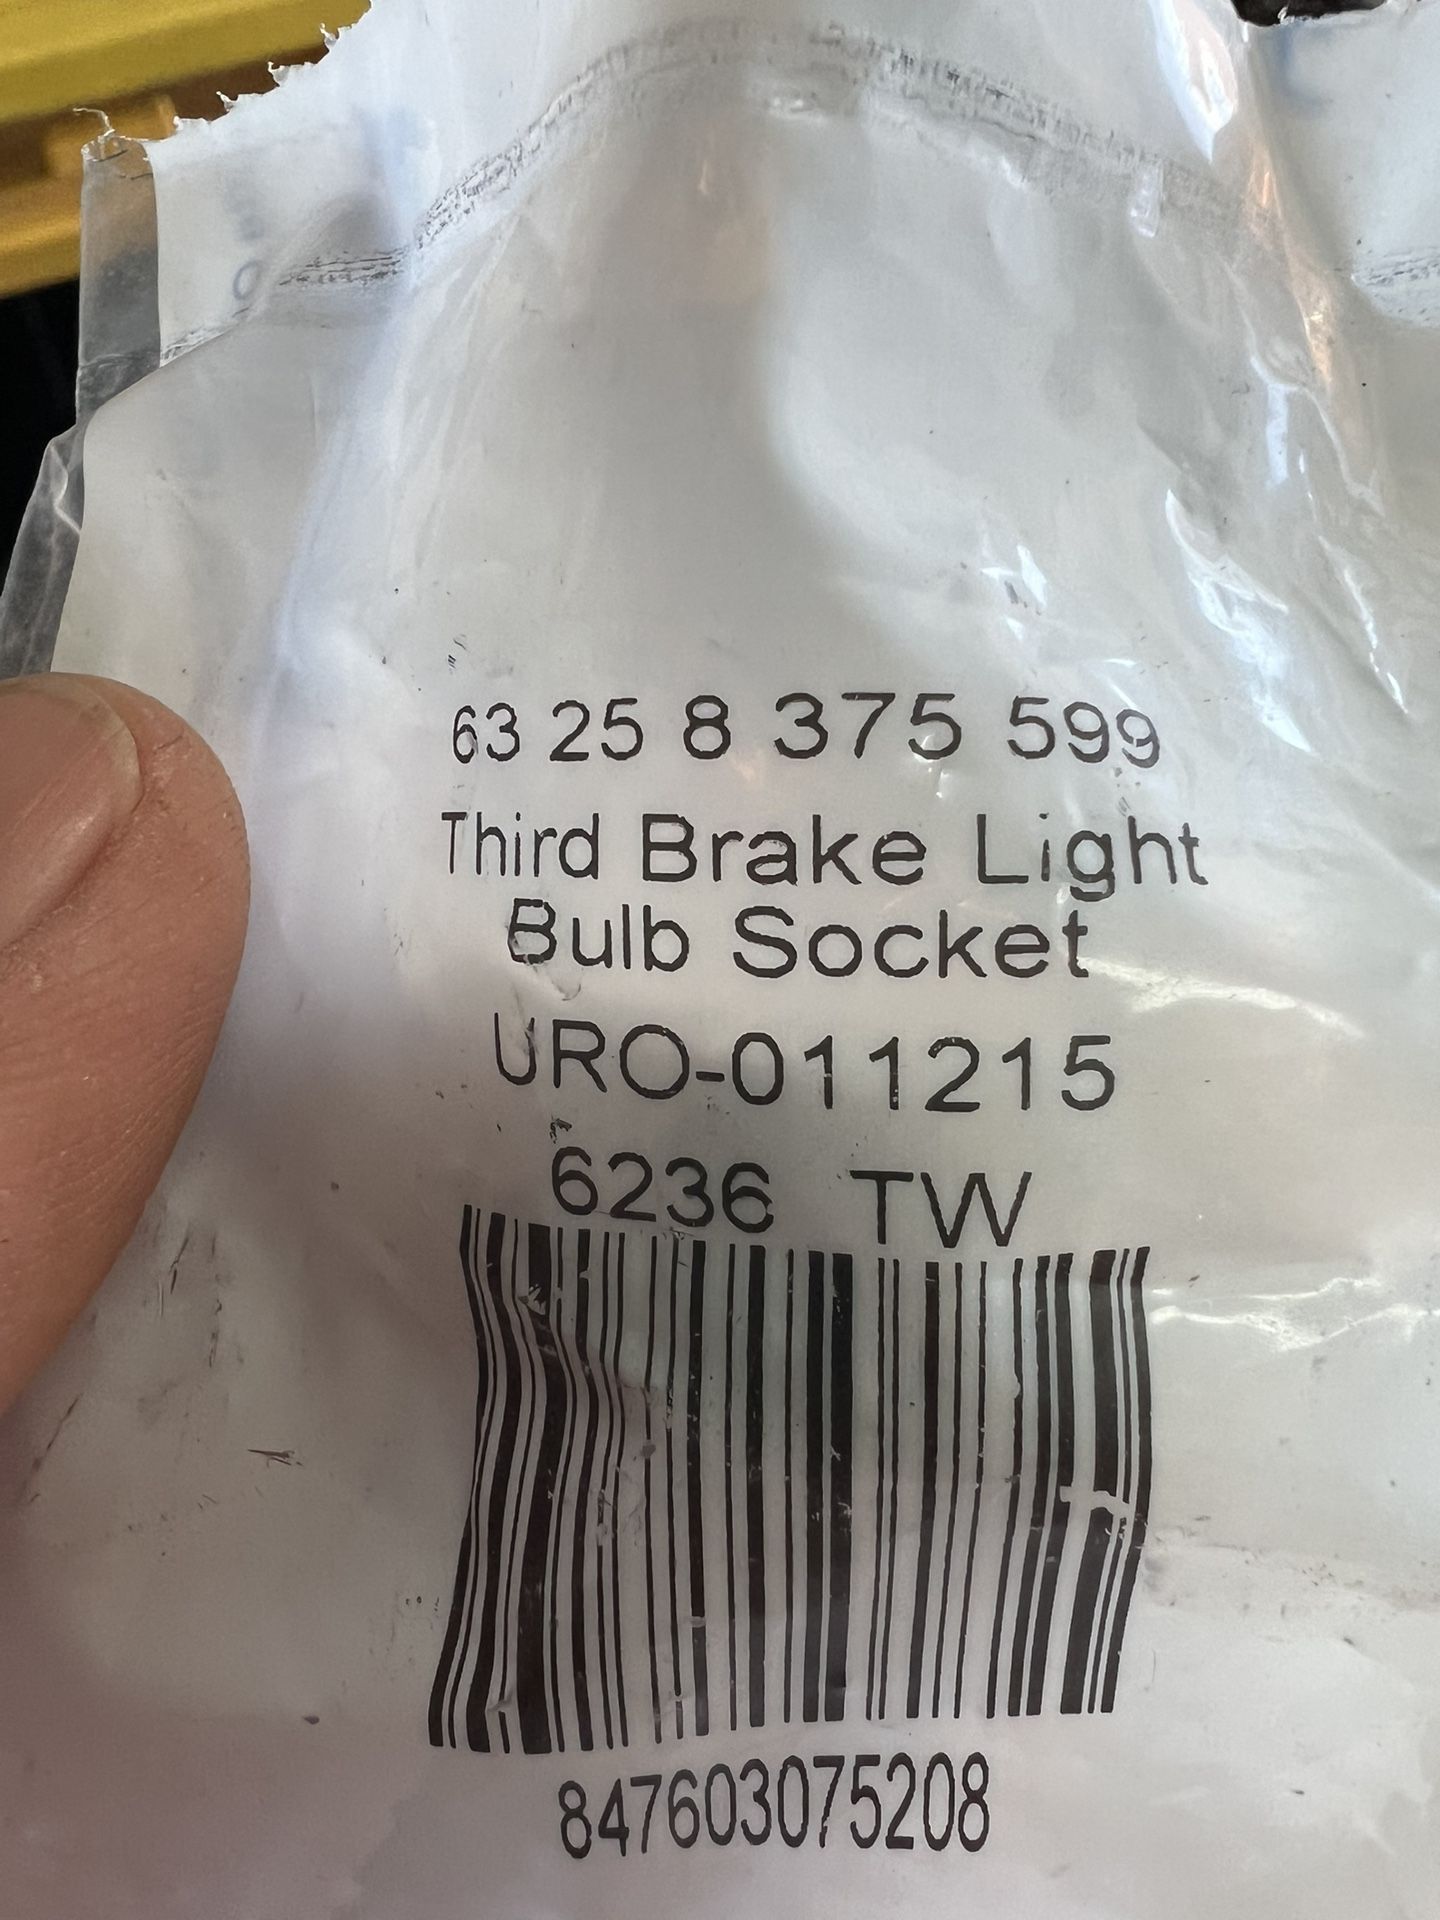 63 25 8 375 599
Third Brake Light
Bulb Socket
URO-011215
6236 TW
847603075208